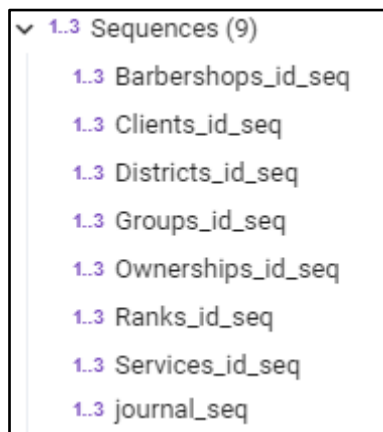 1..3 Sequences (9)
1..3 Barbershops_id_seq
1..3 Clients_id_seq
1..3 Districts_id_seq
1..3 Groups_id_seq
1..3 Ownerships_id_seq
1..3 Ranks_id_seq
1..3 Services_id_seq
1..3 journal_seq